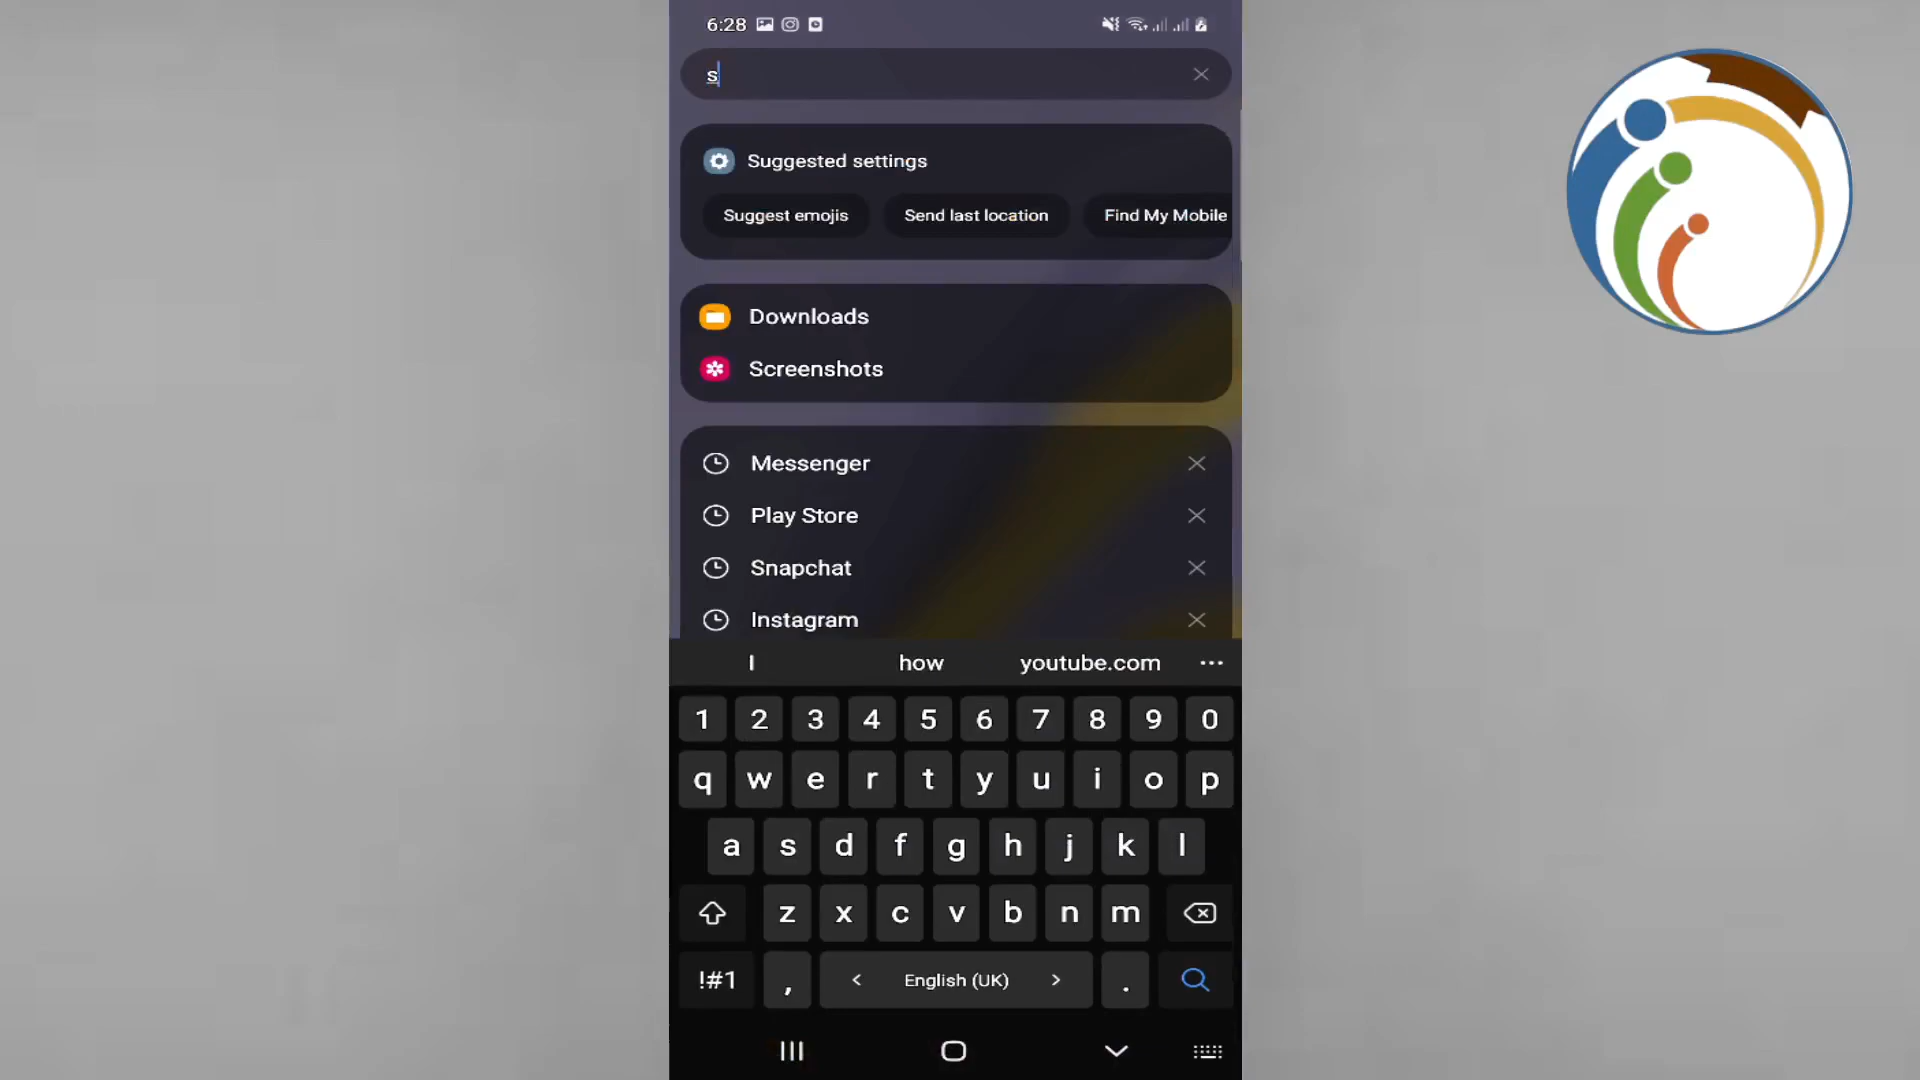 6:28
s
Suggested settings
Suggest emojis Send last location Find My Mobile
Downloads
Screenshots
Messenger
Play Store
Snapchat
Instagram
I how youtube.com
1 2 3 4 5 6 7 8 9 0
q w e r t y u i o p
a s d f g h j k l
z x c v b n m
!#1 , < English (UK) > .